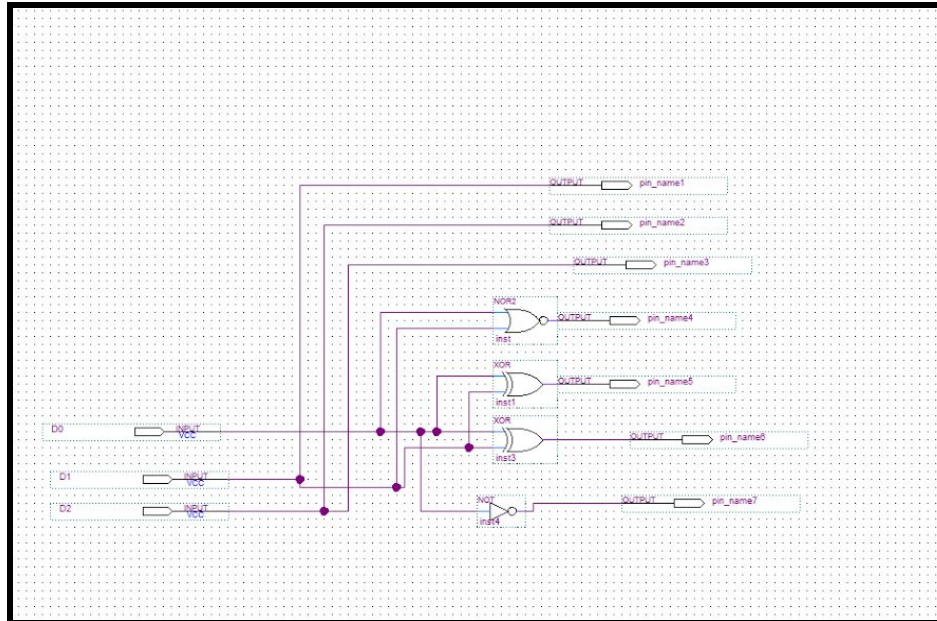 OUTPUT pin_name1
OUTPUT pin_name2
OUTPUT pin_name3
NOR2
OUTPUT pin_name4
inst
XOR
OUTPUT pin_name5
inst1
XOR
D0 INPUT VCC
OUTPUT pin_name6
inst3
D1 INPUT VCC
NOT
OUTPUT pin_name7
D2 INPUT VCC
inst4